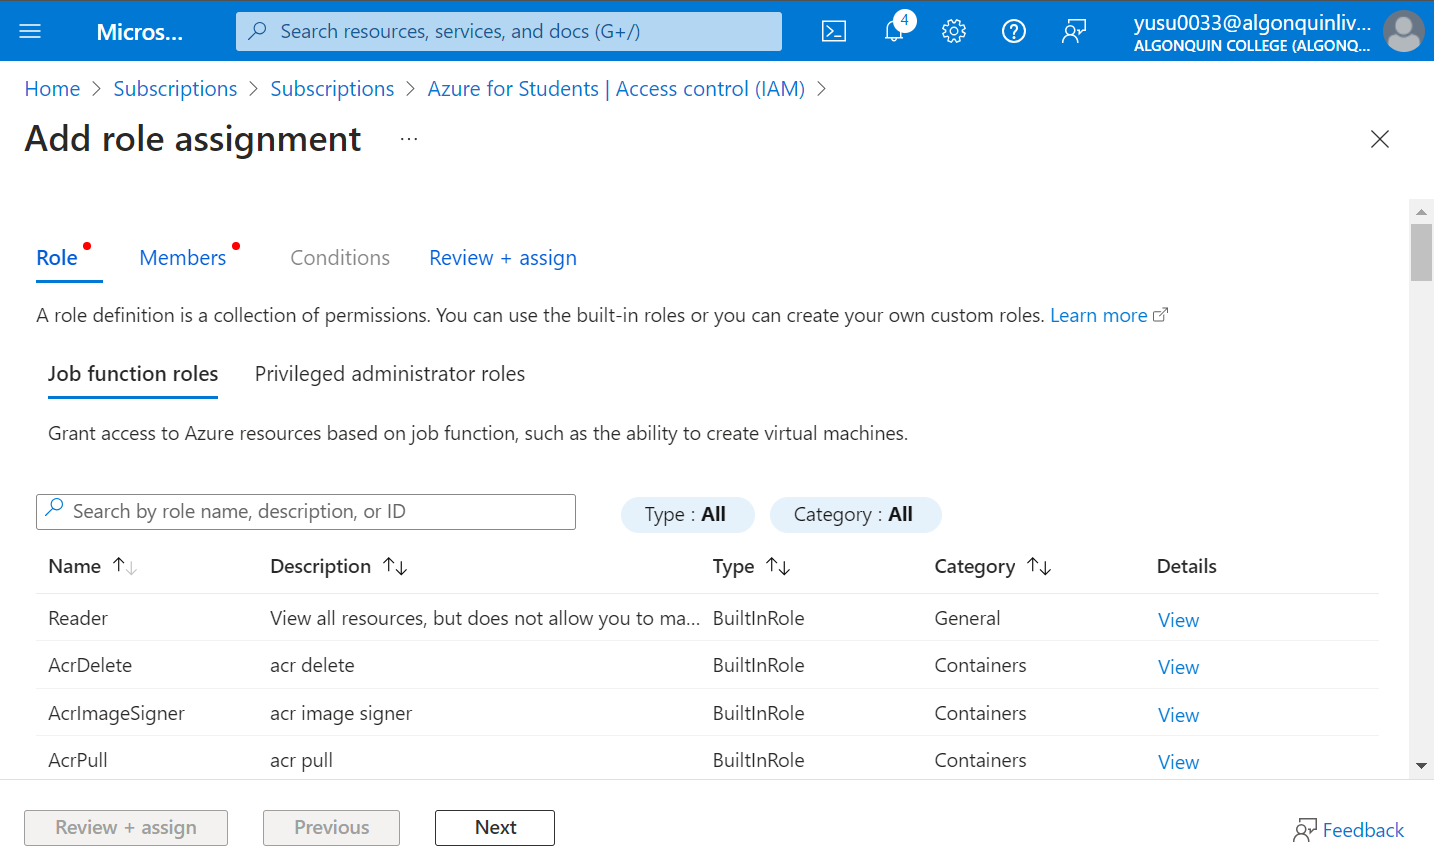 Micros...
Search resources, services, and docs (G+/)
4
yusu0033@algonquinliv...
ALGONQUIN COLLEGE (ALGONQ...
Home > Subscriptions > Subscriptions > Azure for Students | Access control (IAM) >
Add role assignment ...
Role Members Conditions Review + assign
A role definition is a collection of permissions. You can use the built-in roles or you can create your own custom roles. Learn more
Job function roles Privileged administrator roles
Grant access to Azure resources based on job function, such as the ability to create virtual machines.
Search by role name, description, or ID Type : All Category : All
Name Description Type Category Details
Reader View all resources, but does not allow you to ma... BuiltInRole General View
AcrDelete acr delete BuiltInRole Containers View
AcrImageSigner acr image signer BuiltInRole Containers View
AcrPull acr pull BuiltInRole Containers View
Review + assign Previous Next Feedback